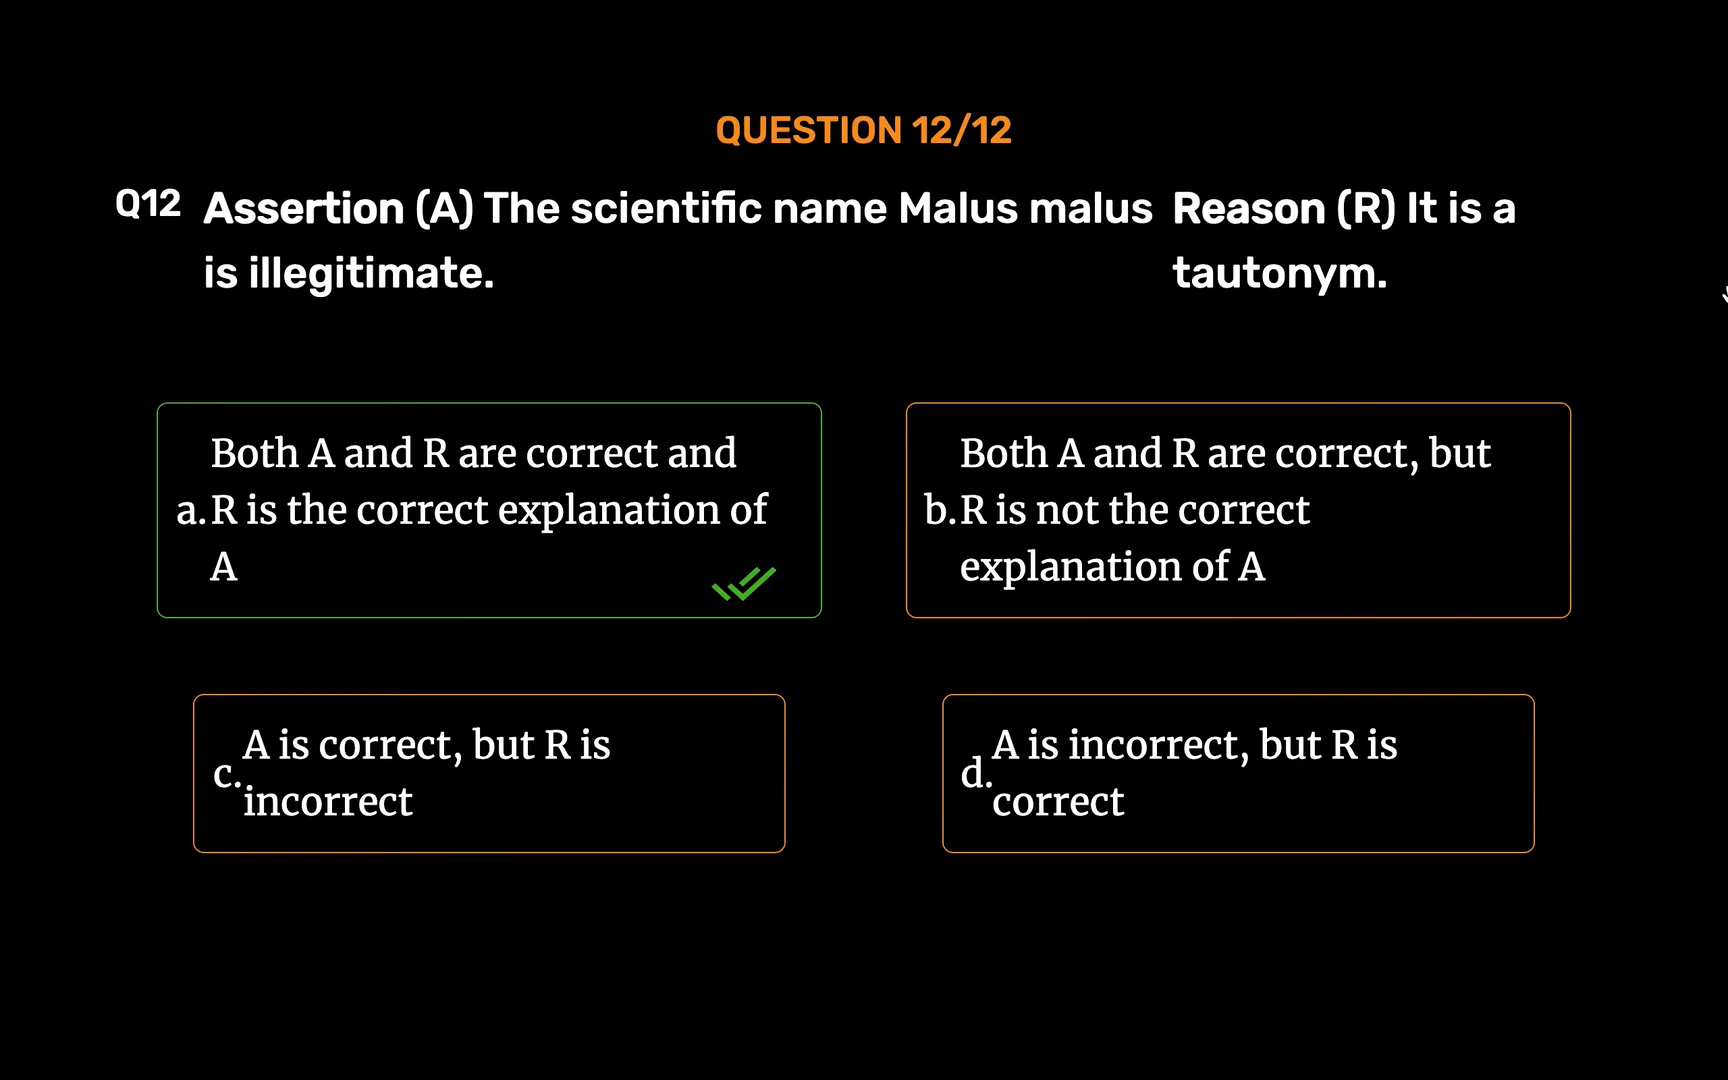 QUESTION 12/12
Q12 Assertion (A) The scientific name Malus malus
is illegitimate.
Reason (R) It is a
tautonym.
Both A and R are correct and
a. R is the correct explanation of
A
Both A and R are correct, but
b. R is not the correct
explanation of A
c. A is correct, but R is
incorrect
d. A is incorrect, but R is
correct